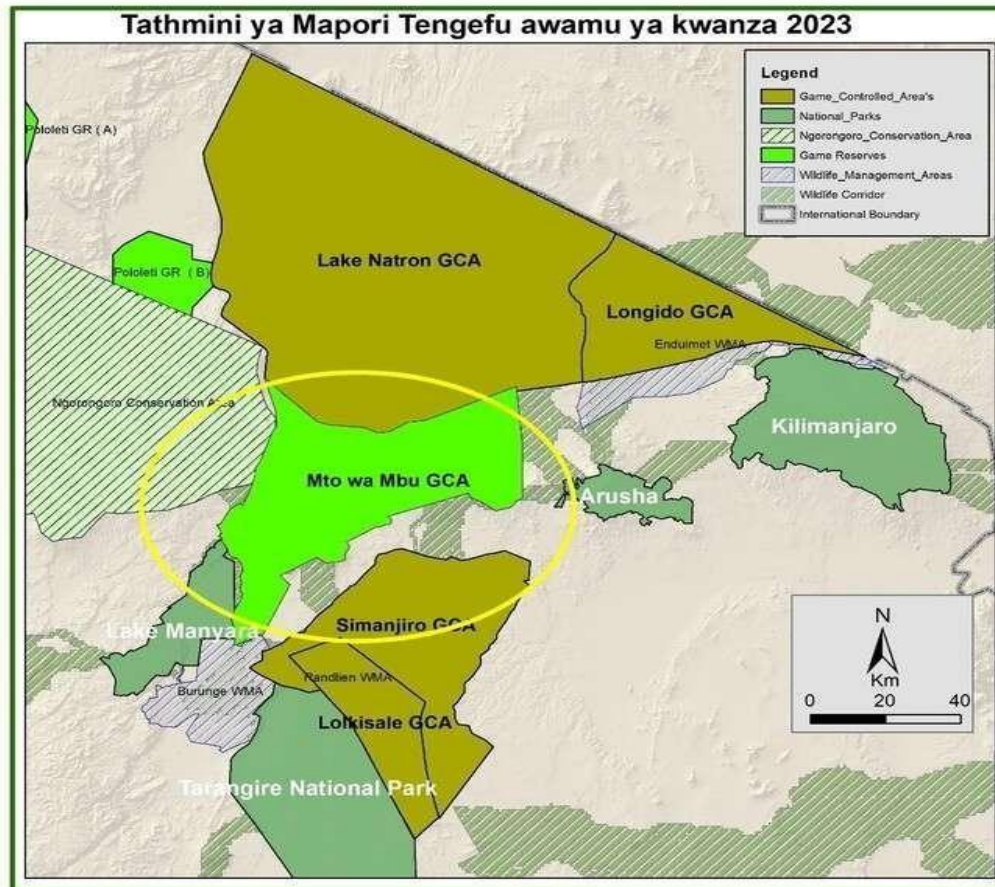 Tathmini ya Mapori Tengefu awamu ya kwanza 2023
Legend
Game_Controlled_Area's
National_Parks
Ngorongoro_Conservation_Area
Game Reserves
Wildlife_Management_Areas
Wildlife Corridor
International Boundary
Pololeti GR ( A )
Lake Natron GCA
Pololeti GR ( B )
Longido GCA
Enduimet WMA
Ngorongoro Conservation Area
Kilimanjaro
Mto wa Mbu GCA
Arusha
Lake Manyara
Simanjiro GCA
Randilen WMA
Burunge WMA
Lolkisale GCA
Tarangire National Park
N
Km
0 20 40